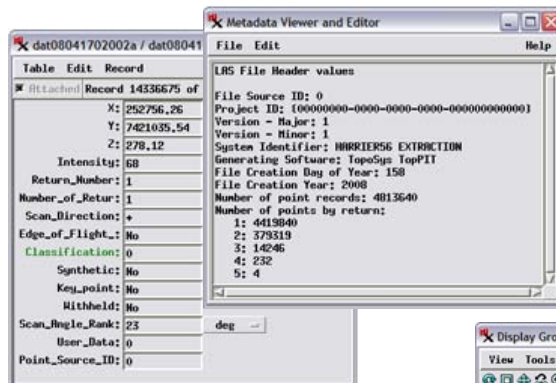 dat08041702002a / dat08041
Table Edit Record
Attached Record 14336675 of
X: 252756.26
Y: 7421035.54
Z: 278.12
Intensity: 68
Return_Number: 1
Number_of_Retur: 1
Scan_Direction: +
Edge_of_Flight_: No
Classification: 0
Synthetic: No
Key_point: No
Withheld: No
Scan_Angle_Rank: 23 deg
User_Data: 0
Point_Source_ID: 0
Metadata Viewer and Editor
File Edit Help
LAS File Header values
File Source ID: 0
Project ID: {00000000-0000-0000-0000-000000000000}
Version - Major: 1
Version - Minor: 1
System Identifier: HARRIER56 EXTRACTION
Generating Software: TopoSys TopPIT
File Creation Day of Year: 158
File Creation Year: 2008
Number of point records: 4813640
Number of points by return:
1: 4419840
2: 379319
3: 14246
4: 232
5: 4
Display Gro
View Tools